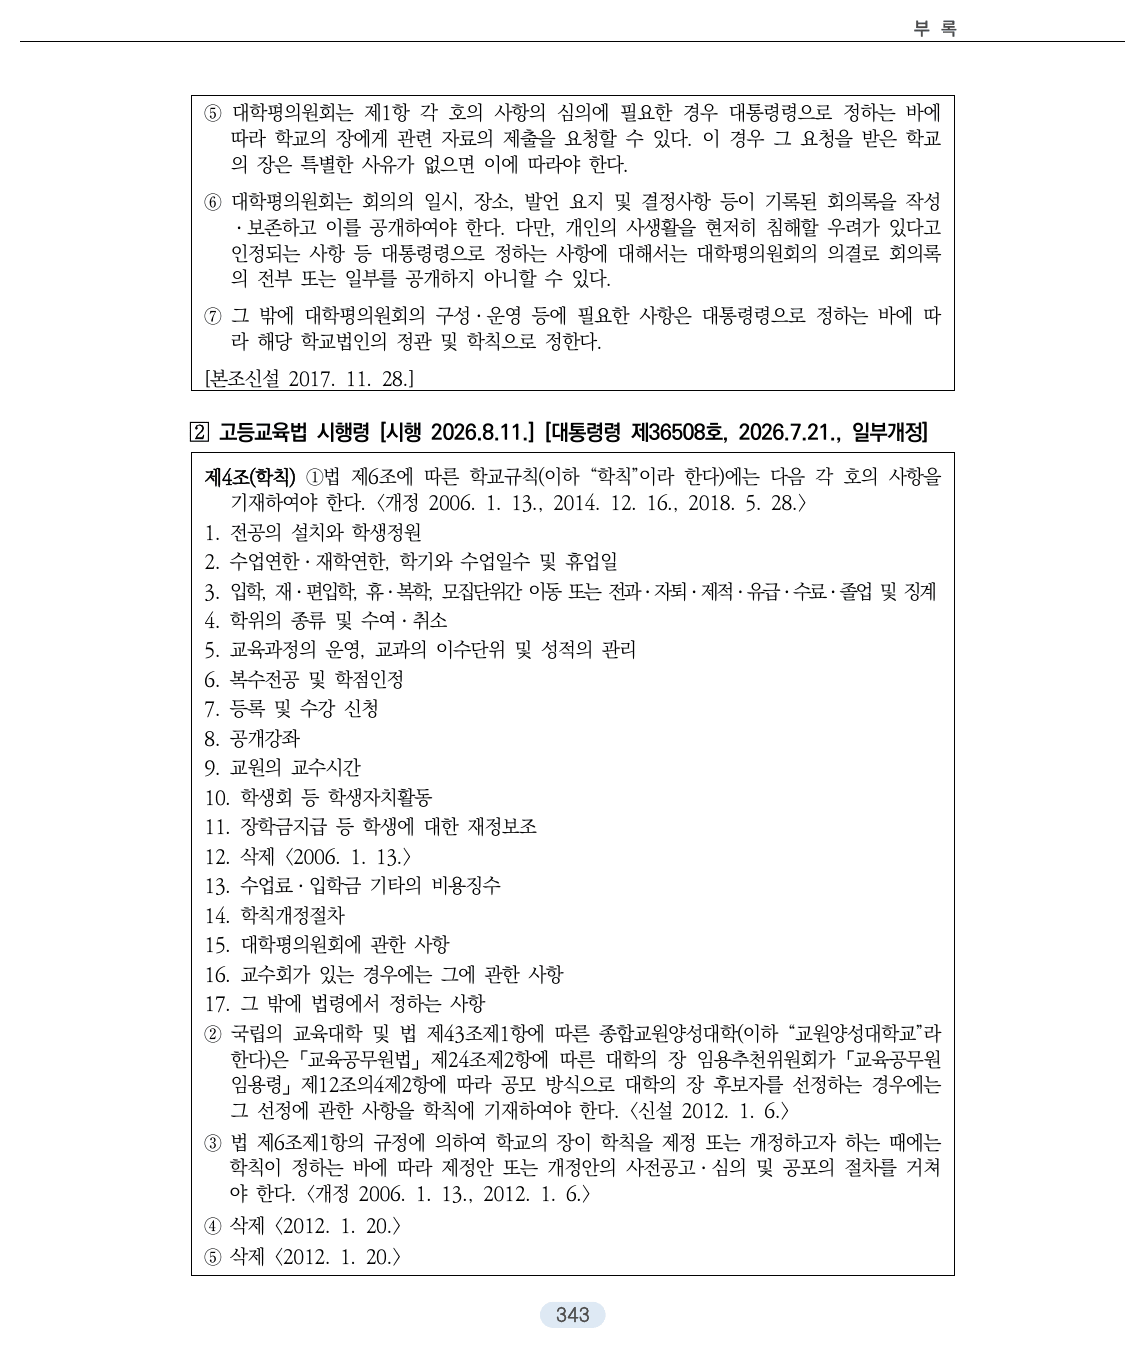 부 록
⑤ 대학평의원회는 제1항 각 호의 사항의 심의에 필요한 경우 대통령령으로 정하는 바에
따라 학교의 장에게 관련 자료의 제출을 요청할 수 있다. 이 경우 그 요청을 받은 학교
의 장은 특별한 사유가 없으면 이에 따라야 한다.
⑥ 대학평의원회는 회의의 일시, 장소, 발언 요지 및 결정사항 등이 기록된 회의록을 작성
·보존하고 이를 공개하여야 한다. 다만, 개인의 사생활을 현저히 침해할 우려가 있다고
인정되는 사항 등 대통령령으로 정하는 사항에 대해서는 대학평의원회의 의결로 회의록
의 전부 또는 일부를 공개하지 아니할 수 있다.
⑦ 그 밖에 대학평의원회의 구성·운영 등에 필요한 사항은 대통령령으로 정하는 바에 따
라 해당 학교법인의 정관 및 학칙으로 정한다.
[본조신설 2017. 11. 28.]
2 고등교육법 시행령 [시행 2026.8.11.] [대통령령 제36508호, 2026.7.21., 일부개정]
제4조(학칙) ①법 제6조에 따른 학교규칙(이하 “학칙”이라 한다)에는 다음 각 호의 사항을
기재하여야 한다. 〈개정 2006. 1. 13., 2014. 12. 16., 2018. 5. 28.〉
1. 전공의 설치와 학생정원
2. 수업연한·재학연한, 학기와 수업일수 및 휴업일
3. 입학, 재·편입학, 휴·복학, 모집단위간 이동 또는 전과·자퇴·제적·유급·수료·졸업 및 징계
4. 학위의 종류 및 수여·취소
5. 교육과정의 운영, 교과의 이수단위 및 성적의 관리
6. 복수전공 및 학점인정
7. 등록 및 수강 신청
8. 공개강좌
9. 교원의 교수시간
10. 학생회 등 학생자치활동
11. 장학금지급 등 학생에 대한 재정보조
12. 삭제 〈2006. 1. 13.〉
13. 수업료·입학금 기타의 비용징수
14. 학칙개정절차
15. 대학평의원회에 관한 사항
16. 교수회가 있는 경우에는 그에 관한 사항
17. 그 밖에 법령에서 정하는 사항
② 국립의 교육대학 및 법 제43조제1항에 따른 종합교원양성대학(이하 “교원양성대학교”라
한다)은 「교육공무원법」 제24조제2항에 따른 대학의 장 임용추천위원회가 「교육공무원
임용령」 제12조의4제2항에 따라 공모 방식으로 대학의 장 후보자를 선정하는 경우에는
그 선정에 관한 사항을 학칙에 기재하여야 한다. 〈신설 2012. 1. 6.〉
③ 법 제6조제1항의 규정에 의하여 학교의 장이 학칙을 제정 또는 개정하고자 하는 때에는
학칙이 정하는 바에 따라 제정안 또는 개정안의 사전공고·심의 및 공포의 절차를 거쳐
야 한다. 〈개정 2006. 1. 13., 2012. 1. 6.〉
④ 삭제 〈2012. 1. 20.〉
⑤ 삭제 〈2012. 1. 20.〉
343